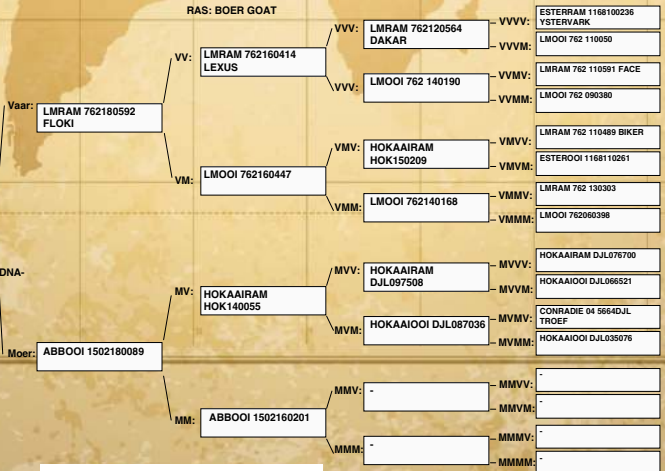 RAS: BOER GOAT
Vaar:
LMRAM 762180592
FLOKI
VV:
LMRAM 762160414
LEXUS
VM:
LMOOI 762160447
VVV:
LMRAM 762120564
DAKAR
VVV:
LMOOI 762 140190
VMV:
HOKAAIRAM
HOK150209
VMM:
LMOOI 762140168
VVVV:
ESTERRAM 1168100236
YSTERVARK
VVVM:
LMOOI 762 110050
VVMV:
LMRAM 762 110591 FACE
VVMM:
LMOOI 762 090380
VMVV:
LMRAM 762 110489 BIKER
VMVM:
ESTEROOI 1168110261
VMMV:
LMRAM 762 130303
VMMM:
LMOOI 762060398
DNA-
Moer:
ABBOOI 1502180089
MV:
HOKAAIRAM
HOK140055
MM:
ABBOOI 1502160201
MVV:
HOKAAIRAM
DJL097508
MVM:
HOKAAIOOI DJL087036
MMV:
-
MMM:
-
MVVV:
HOKAAIRAM DJL076700
MVVM:
HOKAAIOOI DJL066521
MVMV:
CONRADIE 04 5664DJL
TROEF
MVMM:
HOKAAIOOI DJL035076
MMVV:
-
MMVM:
-
MMMV:
-
MMMM:
-